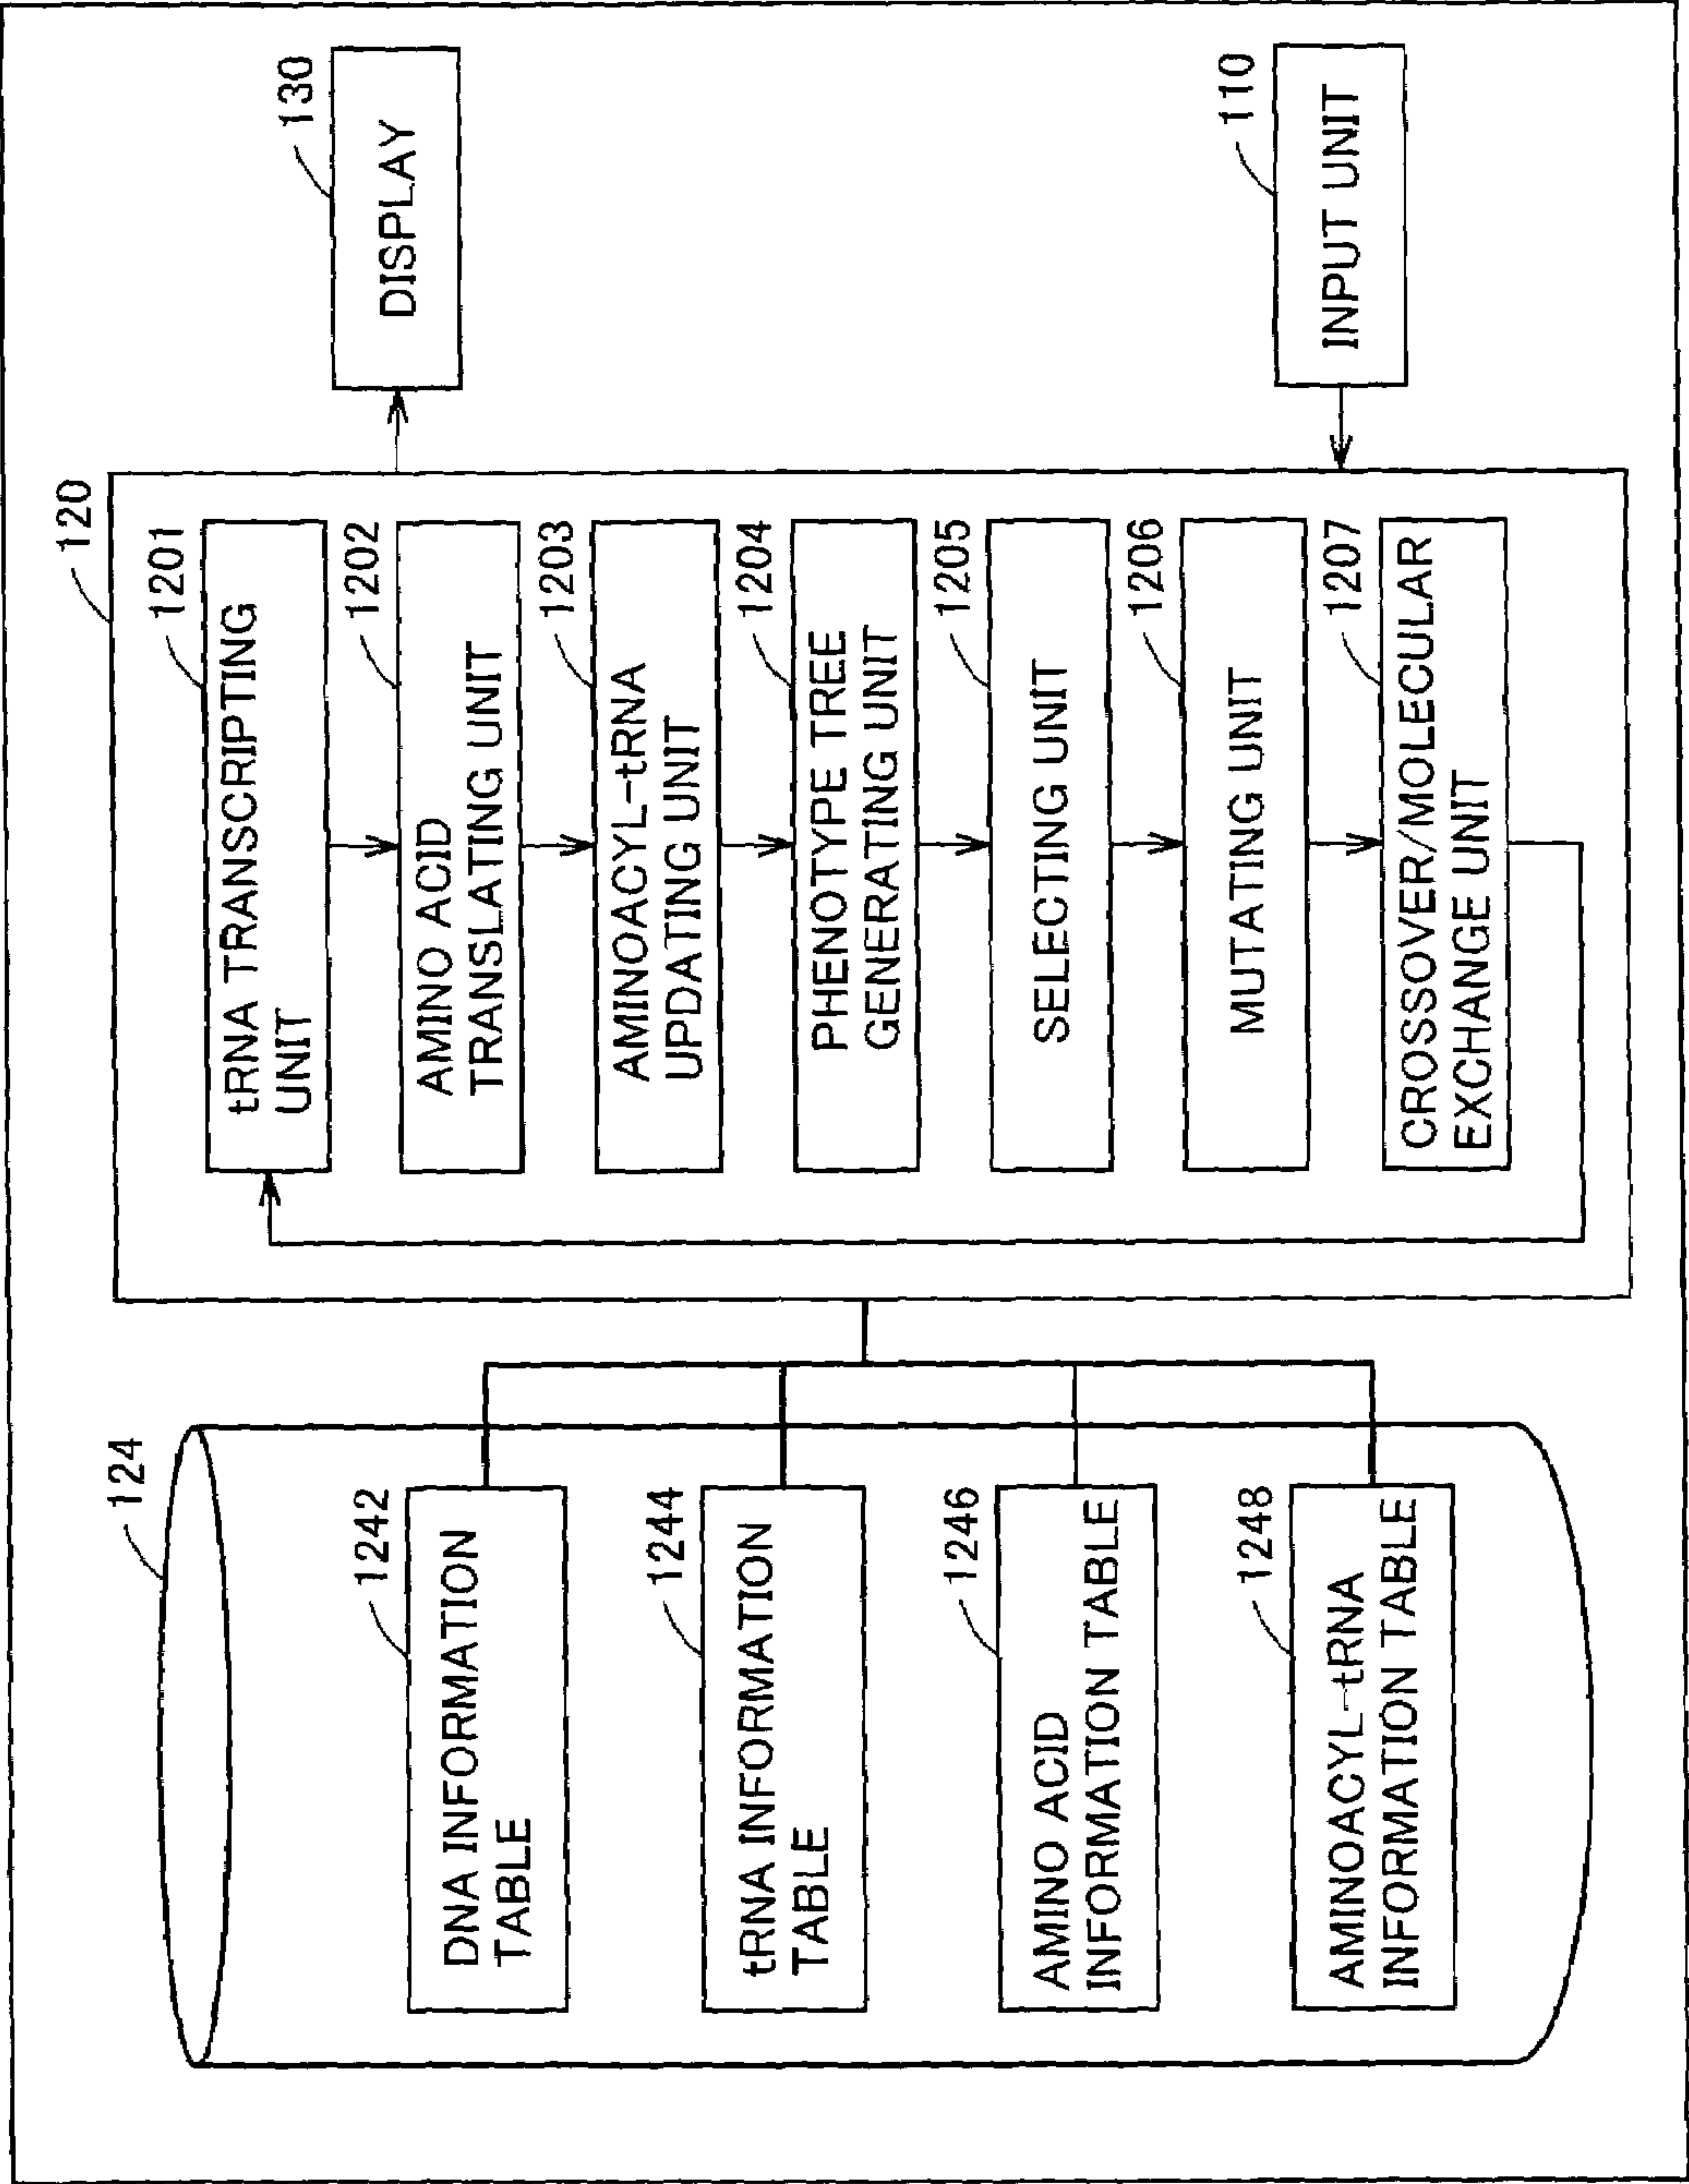 124
1242
DNA INFORMATION
TABLE
1244
tRNA INFORMATION
TABLE
1246
AMINO ACID
INFORMATION TABLE
1248
AMINOACYL-tRNA
INFORMATION TABLE
120
1201
tRNA TRANSCRIPTING
UNIT
1202
AMINO ACID
TRANSLATING UNIT
1203
AMINOACYL-tRNA
UPDATING UNIT
1204
PHENOTYPE TREE
GENERATING UNIT
1205
SELECTING UNIT
1206
MUTATING UNIT
1207
CROSSOVER/MOLECULAR
EXCHANGE UNIT
130
DISPLAY
110
INPUT UNIT